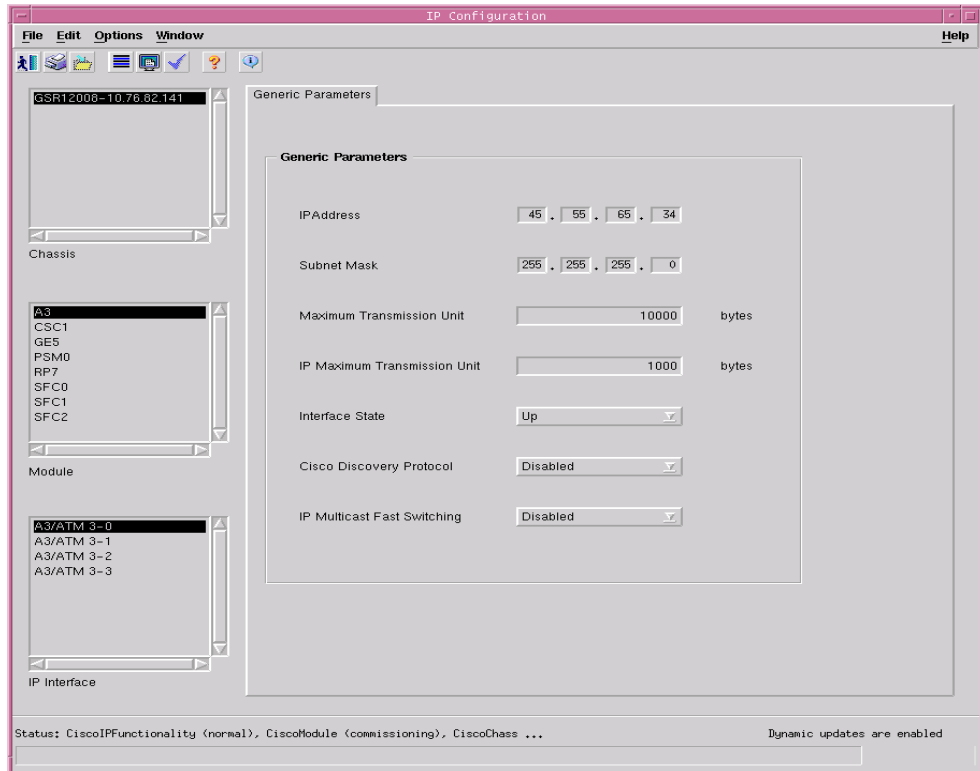 IP Configuration
File Edit Options Window Help
GSR12008-10.76.82.141
Chassis
A3
CSC1
GE5
PSM0
RP7
SFC0
SFC1
SFC2
Module
A3/ATM 3-0
A3/ATM 3-1
A3/ATM 3-2
A3/ATM 3-3
IP Interface
Generic Parameters
Generic Parameters
IPAddress 45 . 55 . 65 . 34
Subnet Mask 255 . 255 . 255 . 0
Maximum Transmission Unit 10000 bytes
IP Maximum Transmission Unit 1000 bytes
Interface State Up
Cisco Discovery Protocol Disabled
IP Multicast Fast Switching Disabled
Status: CiscoIPFunctionality (normal), CiscoModule (commissioning), CiscoChass ... Dynamic updates are enabled